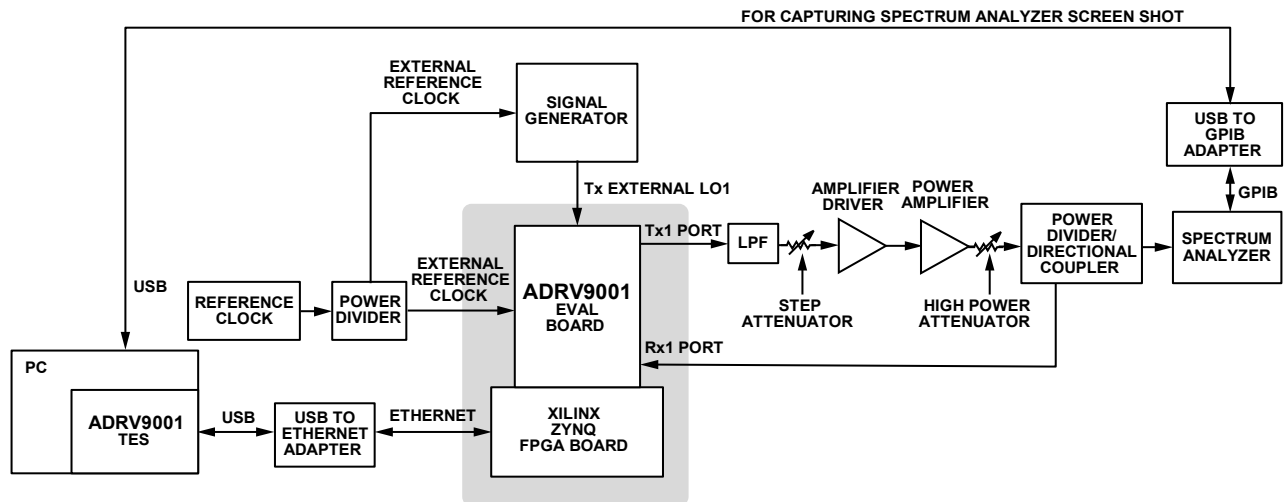 FOR CAPTURING SPECTRUM ANALYZER SCREEN SHOT
EXTERNAL
REFERENCE
CLOCK
SIGNAL
GENERATOR
USB TO
GPIB
ADAPTER
Tx EXTERNAL LO1
GPIB
AMPLIFIER
DRIVER
POWER
AMPLIFIER
Tx1 PORT
LPF
POWER
DIVIDER/
DIRECTIONAL
COUPLER
SPECTRUM
ANALYZER
STEP
ATTENUATOR
HIGH POWER
ATTENUATOR
USB
REFERENCE
CLOCK
POWER
DIVIDER
EXTERNAL
REFERENCE
CLOCK
ADRV9001
EVAL
BOARD
Rx1 PORT
PC
ADRV9001
TES
USB
USB TO
ETHERNET
ADAPTER
ETHERNET
XILINX
ZYNQ
FPGA BOARD